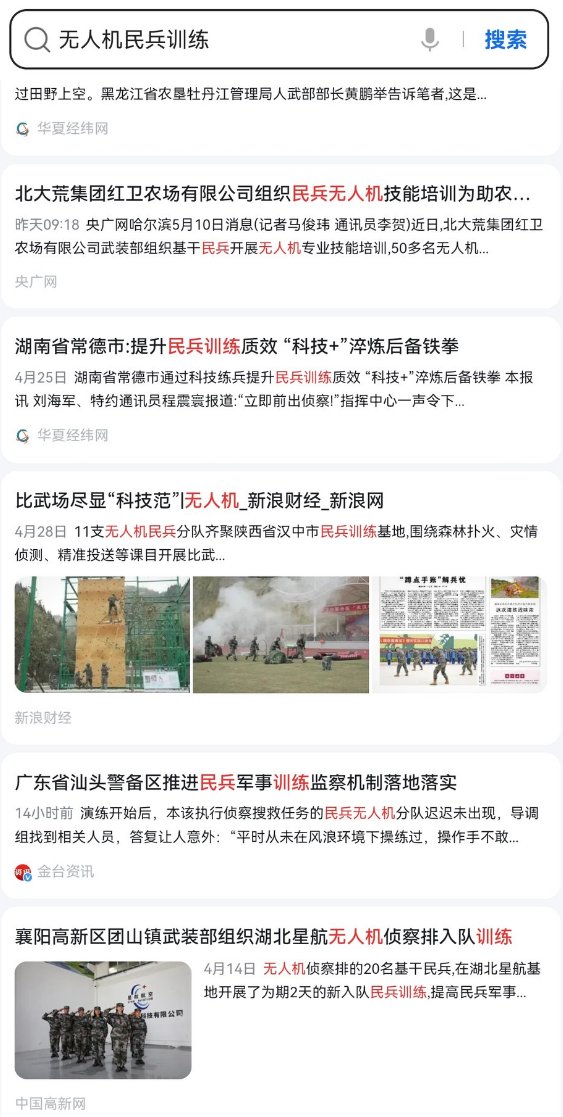 无人机民兵训练
搜索
过田野上空。黑龙江省农垦牡丹江管理局人武部部长黄鹏举告诉笔者,这是...
华夏经纬网
北大荒集团红卫农场有限公司组织民兵无人机技能培训为助农...
昨天09:18 央广网哈尔滨5月10日消息(记者马俊玮 通讯员李贺)近日,北大荒集团红卫
农场有限公司武装部组织基干民兵开展无人机专业技能培训,50多名无人机...
央广网
湖南省常德市:提升民兵训练质效 “科技+”淬炼后备铁拳
4月25日 湖南省常德市通过科技练兵提升民兵训练质效 “科技+”淬炼后备铁拳 本报
讯 刘海军、特约通讯员程震寰报道:“立即前出侦察!”指挥中心一声令下...
华夏经纬网
比武场尽显“科技范”|无人机_新浪财经_新浪网
4月28日 11支无人机民兵分队齐聚陕西省汉中市民兵训练基地,围绕森林扑火、灾情
侦测、精准投送等课目开展比武...
“蹲点手账”解兵忧
新浪财经
广东省汕头警备区推进民兵军事训练监察机制落地落实
14小时前 演练开始后，本该执行侦察搜救任务的民兵无人机分队迟迟未出现，导调
组找到相关人员，答复让人意外：“平时从未在风浪环境下操练过，操作手不敢...
金台资讯
襄阳高新区团山镇武装部组织湖北星航无人机侦察排入队训练
4月14日 无人机侦察排的20名基干民兵,在湖北星航基
地开展了为期2天的新入队民兵训练,提高民兵军事...
科技有限公司
中国高新网